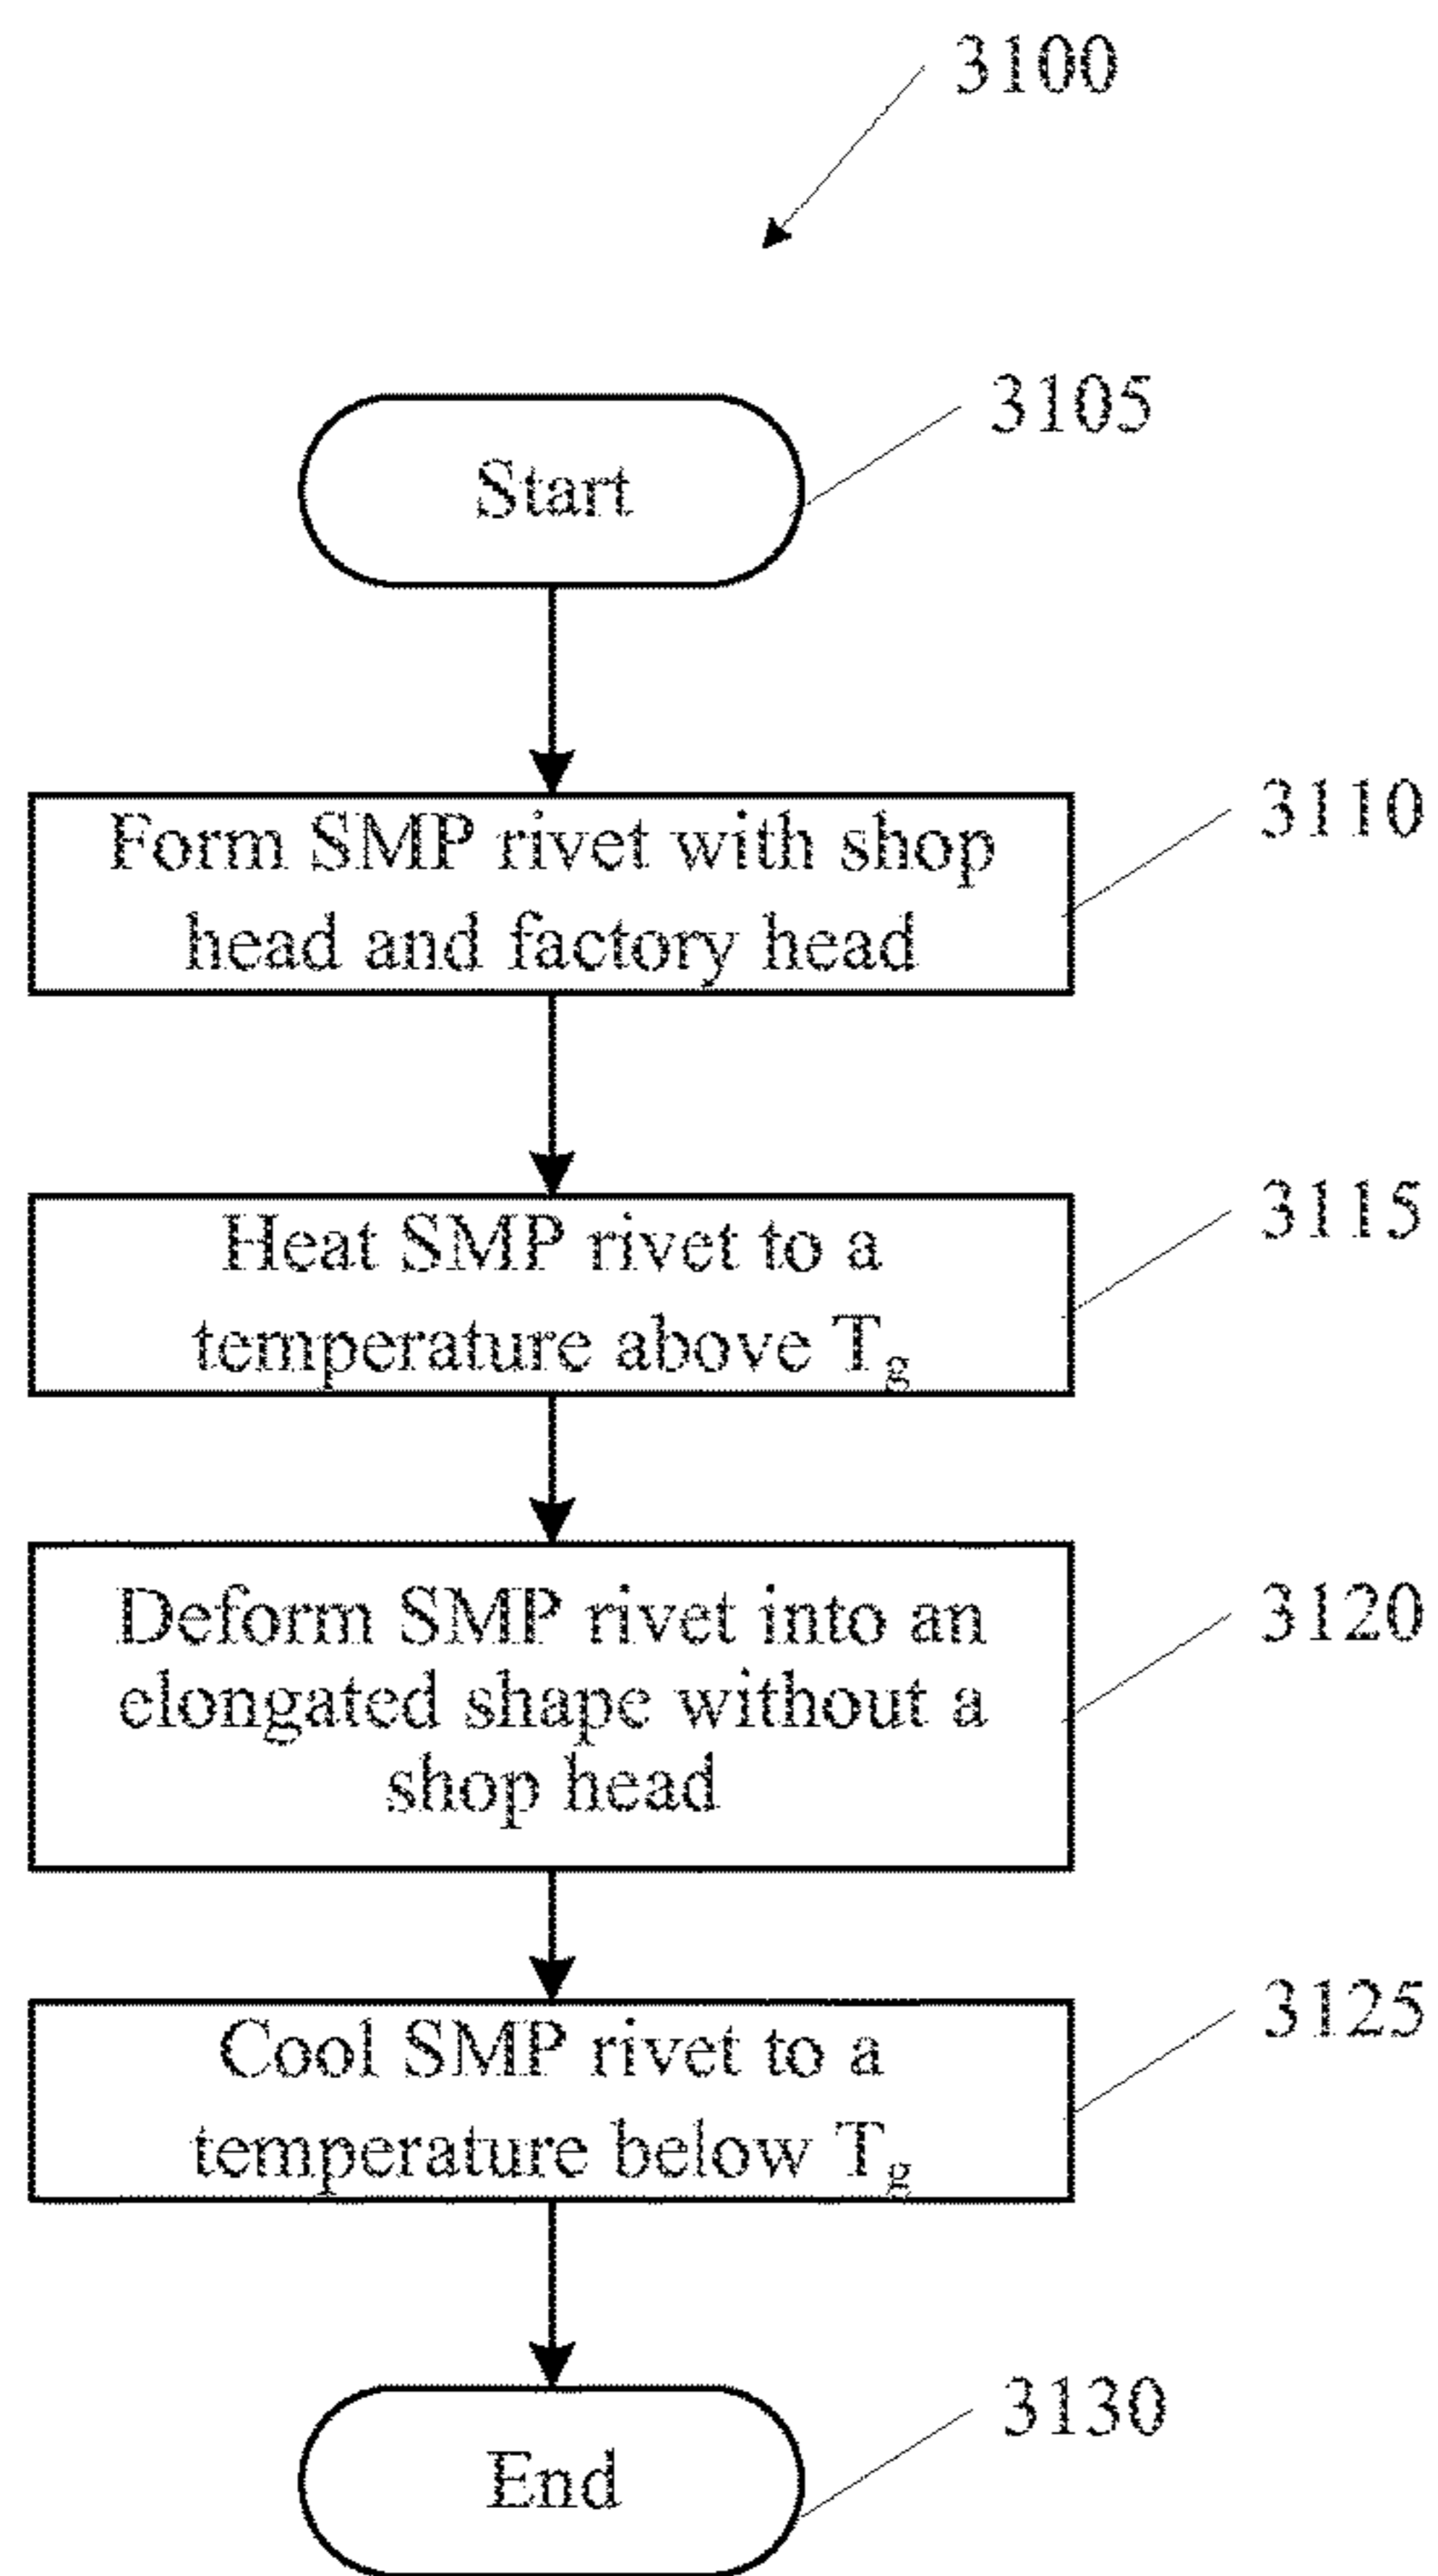 3100
3105
Start
3110
Form SMP rivet with shop
head and factory head
3115
Heat SMP rivet to a
temperature above Tg
3120
Deform SMP rivet into an
elongated shape without a
shop head
3125
Cool SMP rivet to a
temperature below Tg
3130
End